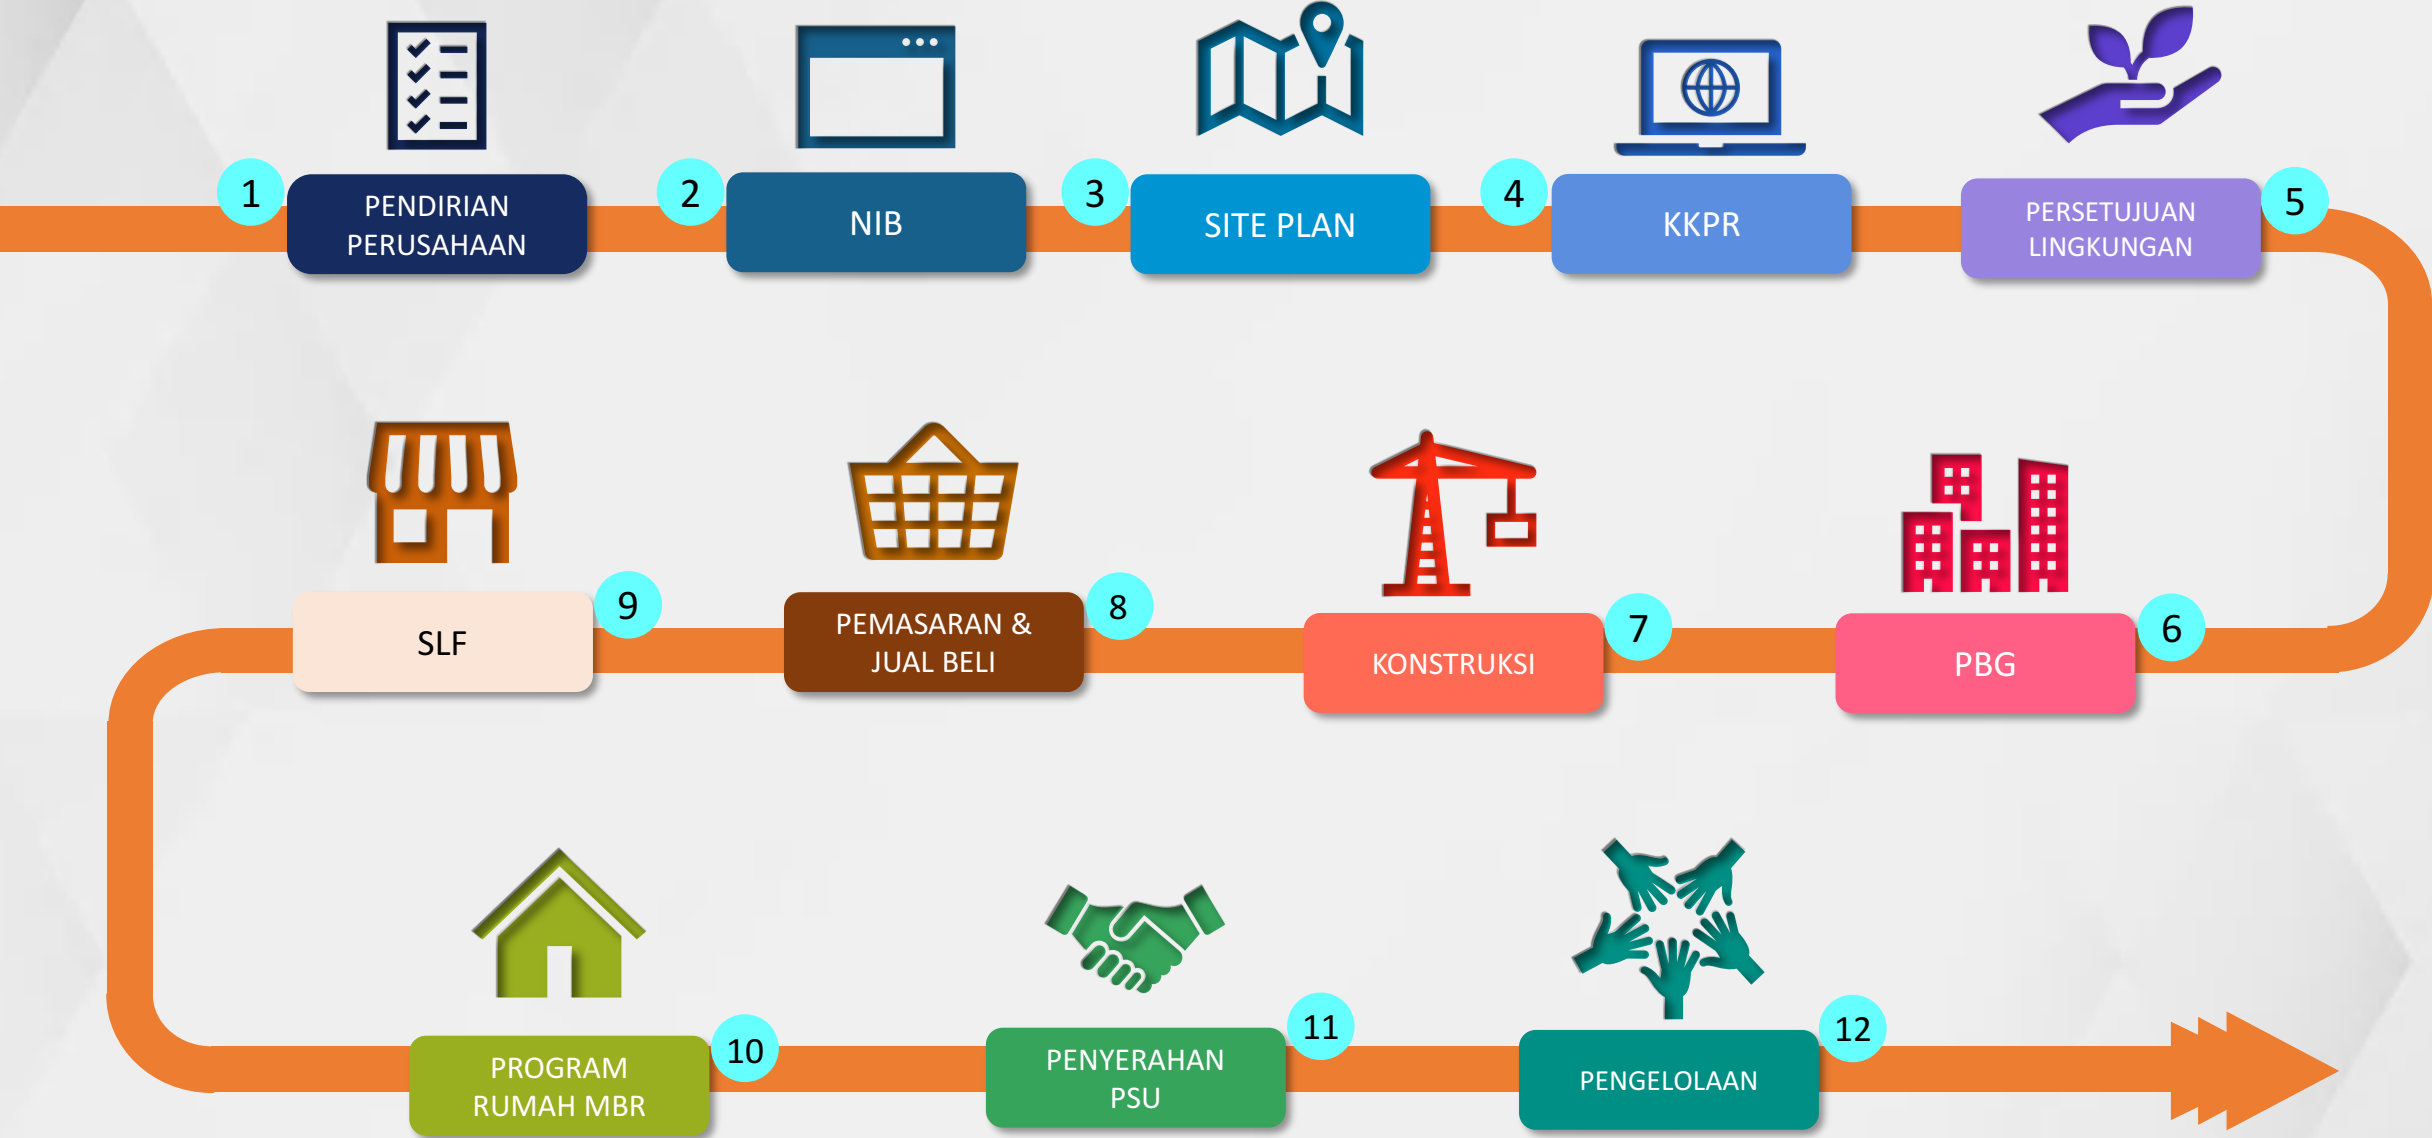 1
PENDIRIAN
PERUSAHAAN
2
NIB
3
SITE PLAN
4
KKPR
5
PERSETUJUAN
LINGKUNGAN
6
PBG
7
KONSTRUKSI
8
PEMASARAN &
JUAL BELI
9
SLF
10
PROGRAM
RUMAH MBR
11
PENYERAHAN
PSU
12
PENGELOLAAN